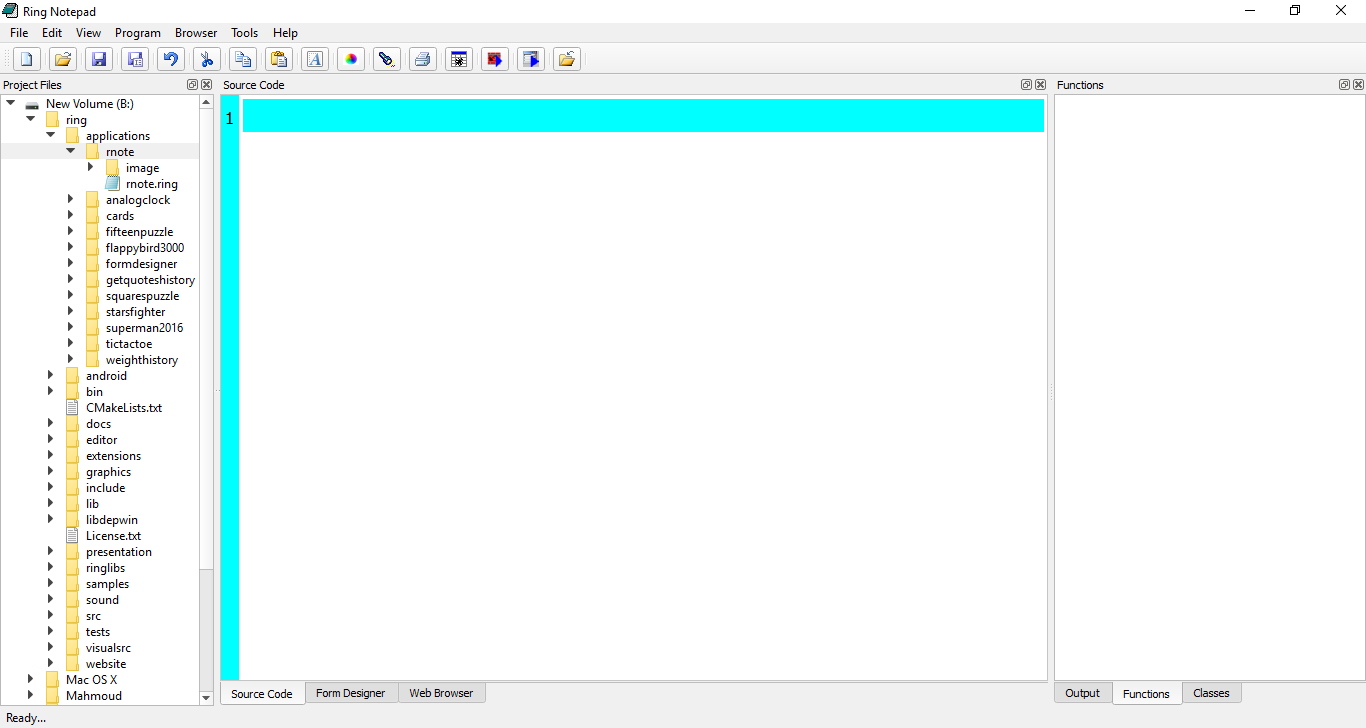 Ring Notepad
File Edit View Program Browser Tools Help
Project Files
New Volume (B:)
ring
applications
rnote
image
rnote.ring
analogclock
cards
fifteenpuzzle
flappybird3000
formdesigner
getquoteshistory
squarespuzzle
starsfighter
superman2016
tictactoe
weighthistory
android
bin
CMakeLists.txt
docs
editor
extensions
graphics
include
lib
libdepwin
License.txt
presentation
ringlibs
samples
sound
src
tests
visualsrc
website
Mac OS X
Mahmoud
Source Code
1
Source Code Form Designer Web Browser
Functions
Output Functions Classes
Ready...